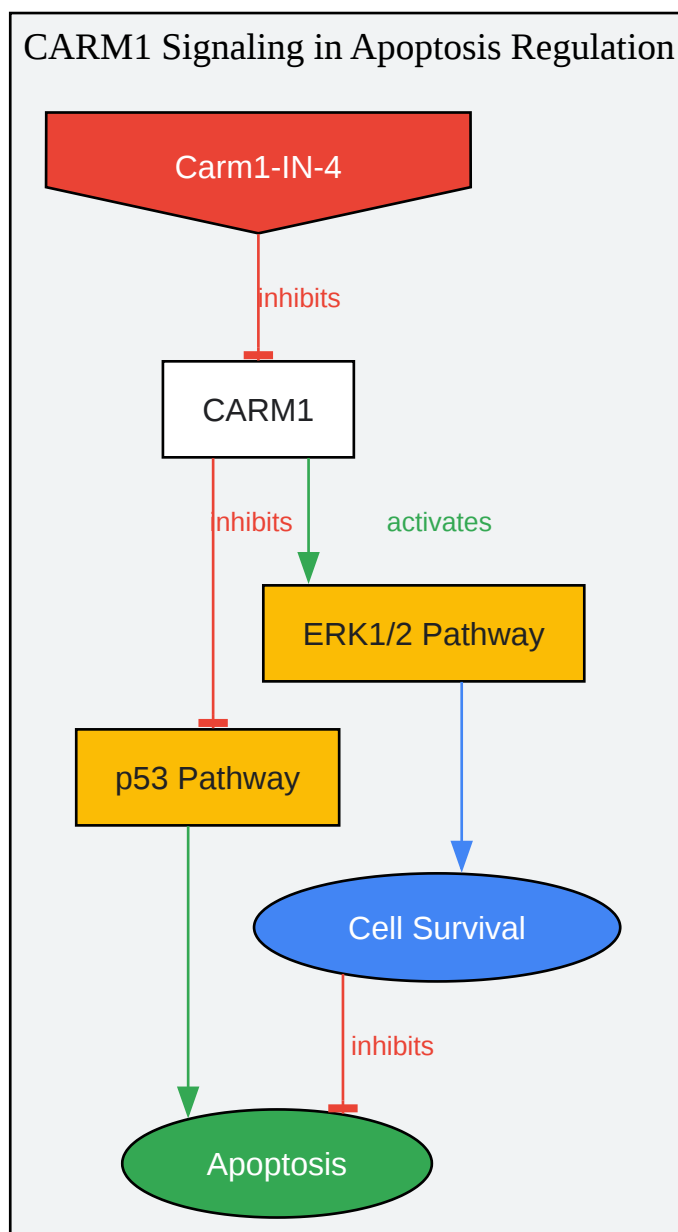 CARM1 Signaling in Apoptosis Regulation
Carm1-IN-4
inhibits
CARM1
inhibits
activates
ERK1/2 Pathway
p53 Pathway
Cell Survival
inhibits
Apoptosis